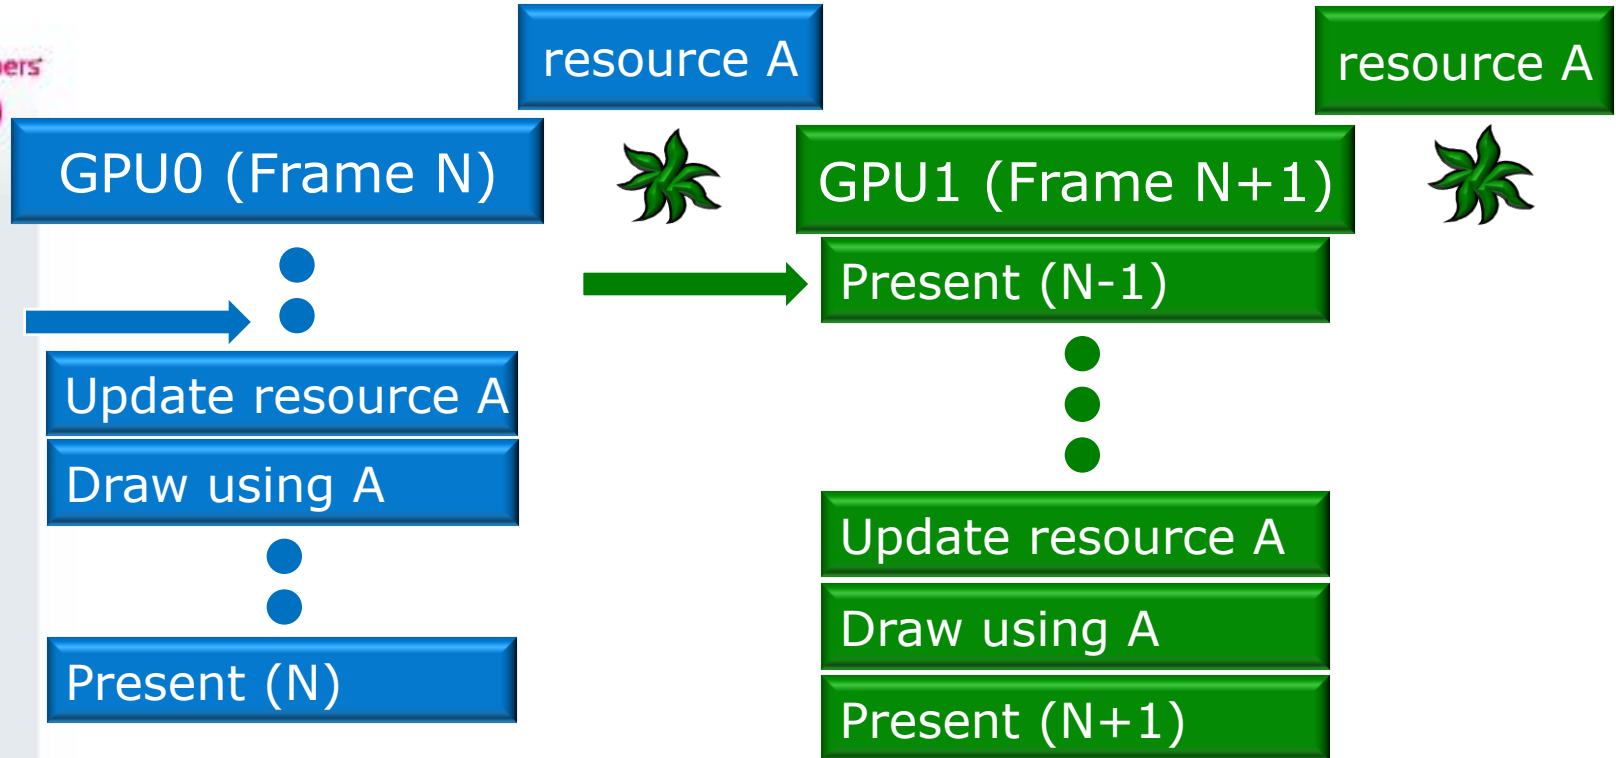 resource A
resource A
GPU0 (Frame N)
GPU1 (Frame N+1)
Present (N-1)
Update resource A
Draw using A
Present (N)
Update resource A
Draw using A
Present (N+1)